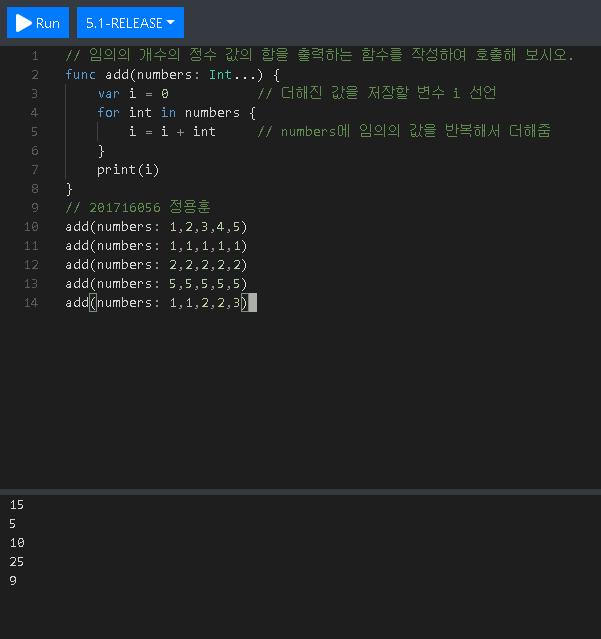 Run 5.1-RELEASE
1 // 임의의 개수의 정수 값의 합을 출력하는 함수를 작성하여 호출해 보시오.
2 func add(numbers: Int...) {
3 var i = 0 // 더해진 값을 저장할 변수 i 선언
4 for int in numbers {
5 i = i + int // numbers에 임의의 값을 반복해서 더해줌
6 }
7 print(i)
8 }
9 // 201716056 정용훈
10 add(numbers: 1,2,3,4,5)
11 add(numbers: 1,1,1,1,1)
12 add(numbers: 2,2,2,2,2)
13 add(numbers: 5,5,5,5,5)
14 add(numbers: 1,1,2,2,3)
15
5
10
25
9